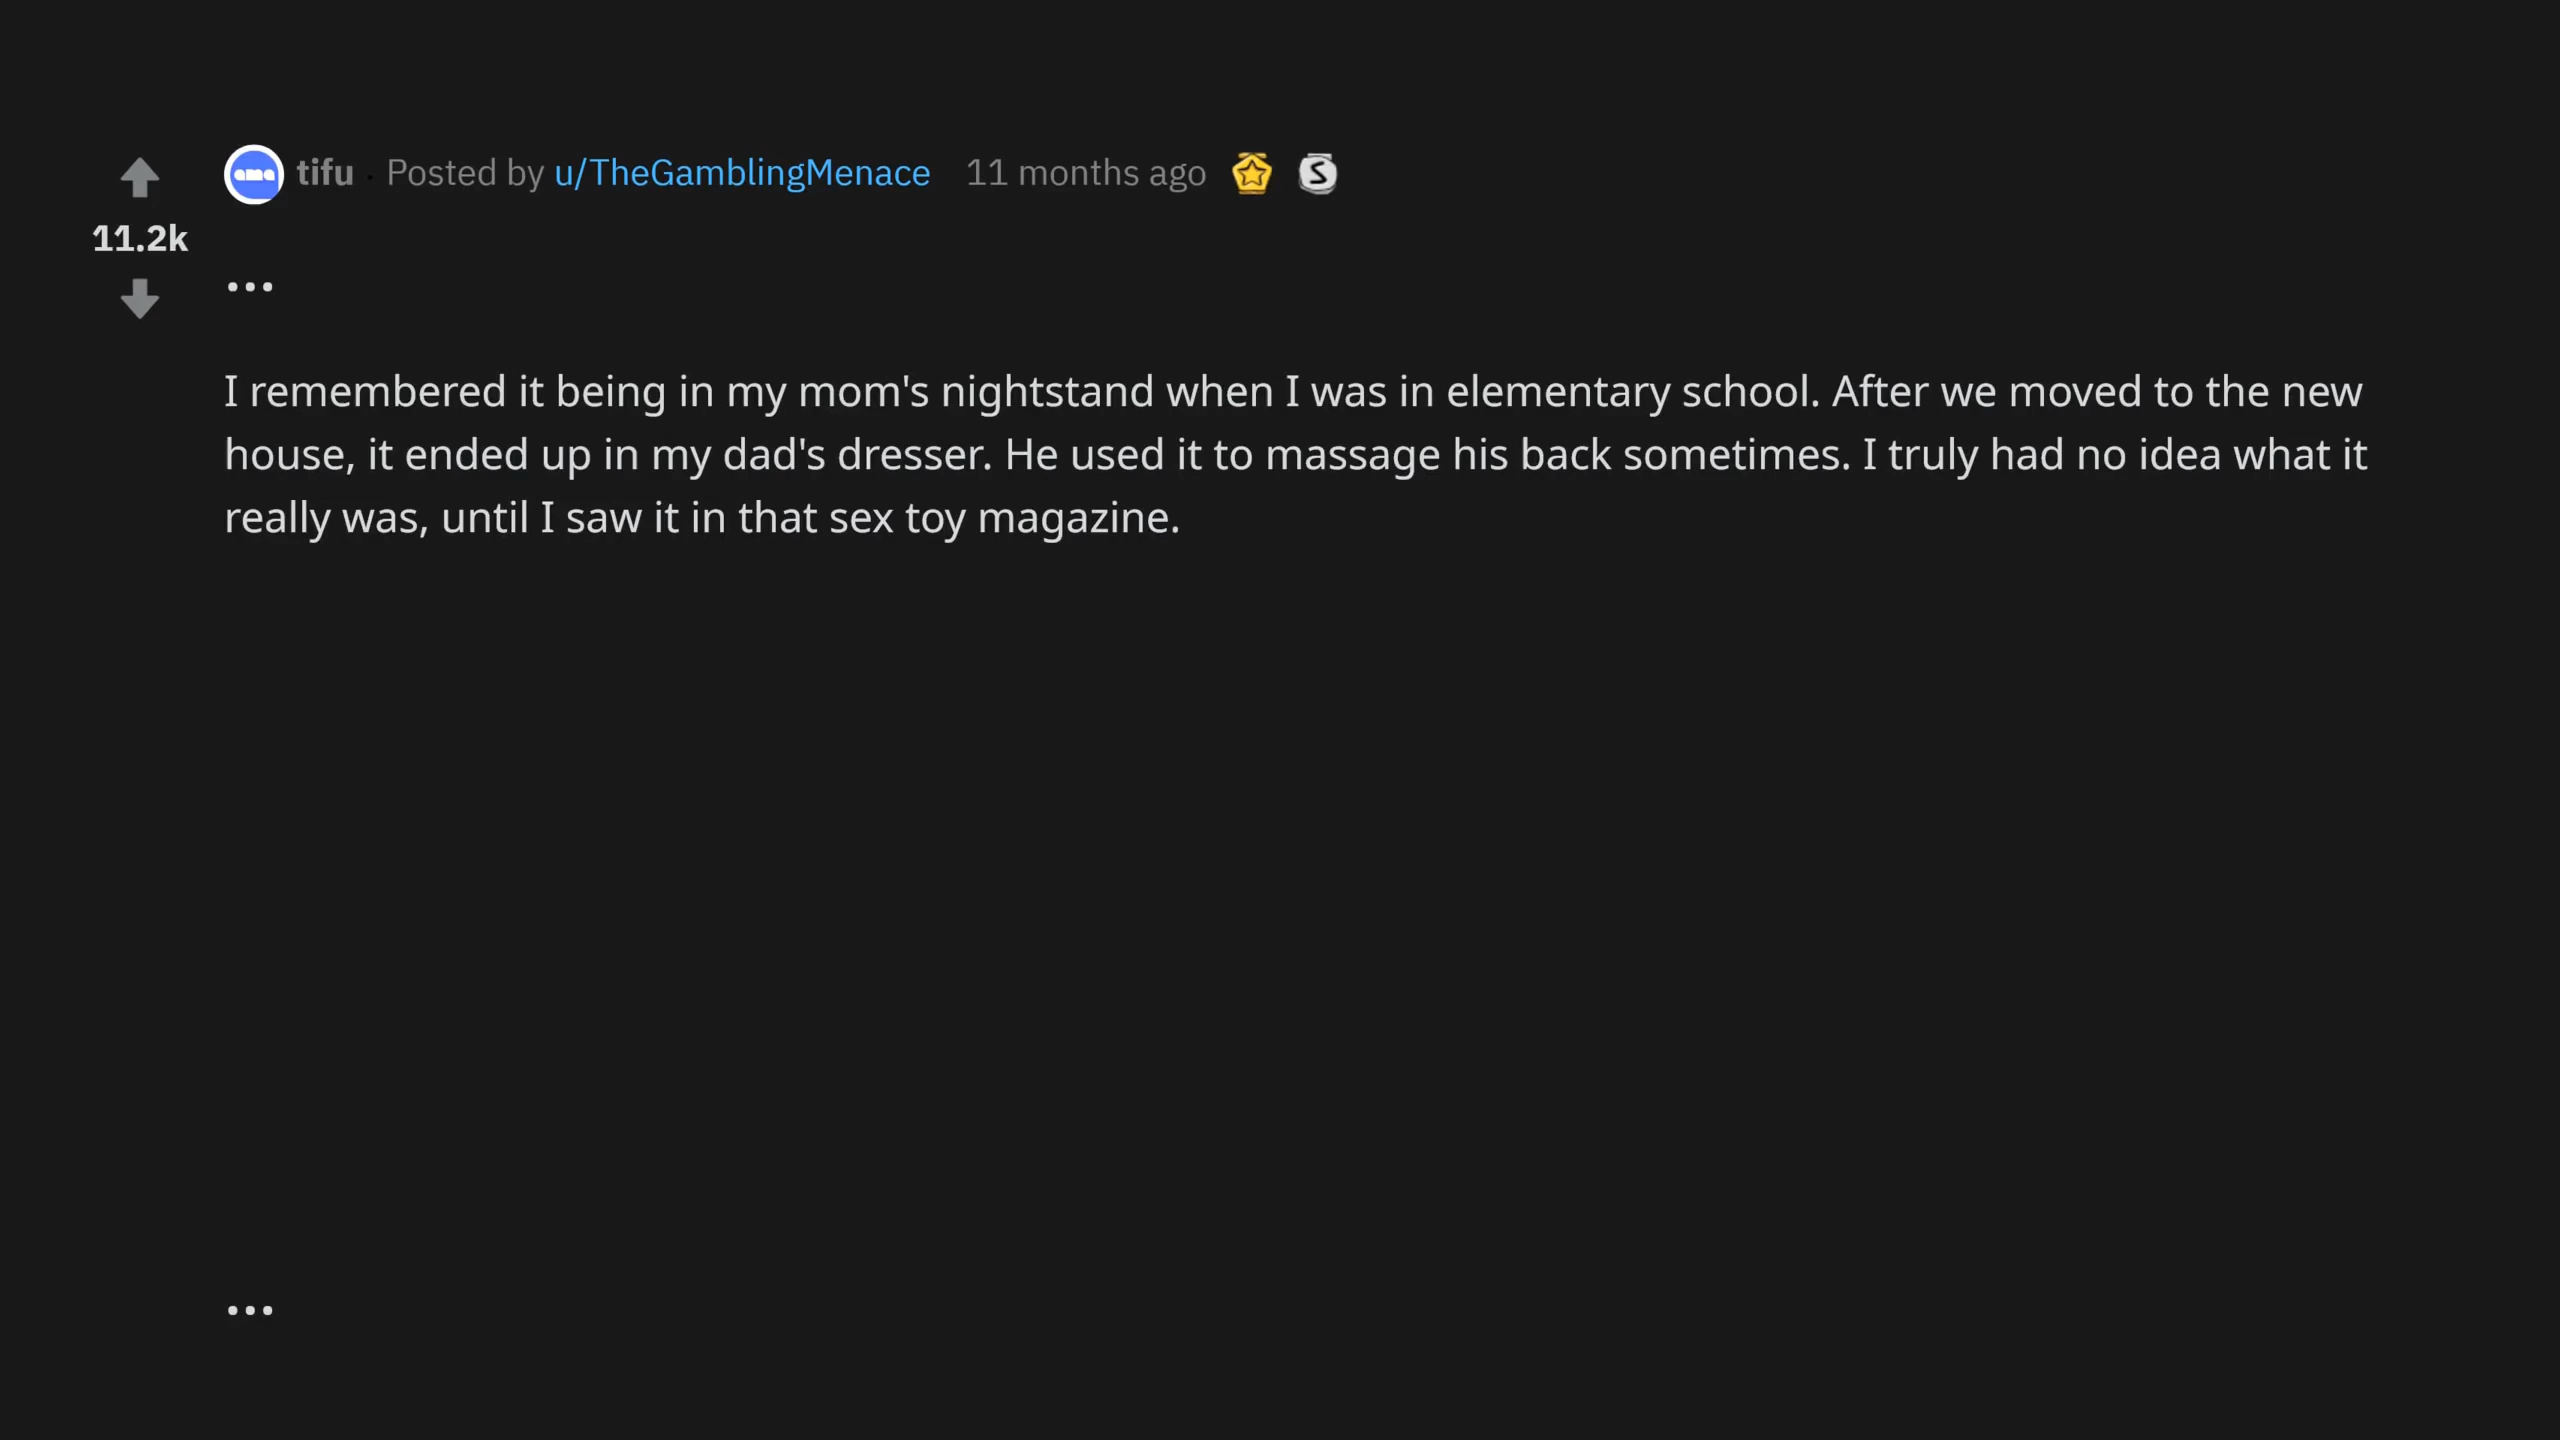 ama tifu · Posted by u/TheGamblingMenace 11 months ago
11.2k
...
I remembered it being in my mom's nightstand when I was in elementary school. After we moved to the new
house, it ended up in my dad's dresser. He used it to massage his back sometimes. I truly had no idea what it
really was, until I saw it in that sex toy magazine.
...